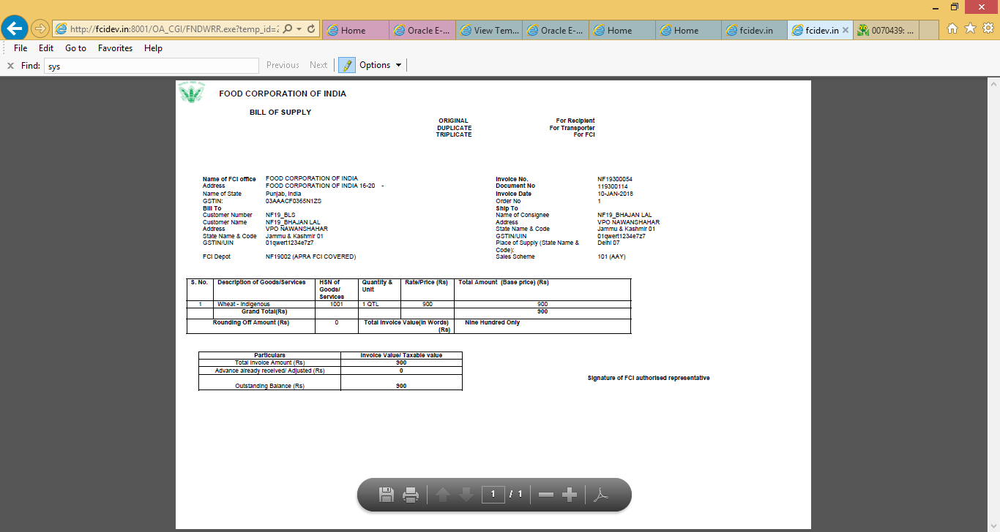 http://fcidev.in:8001/OA_CGI/FNDWRR.exe?temp_id=2
Home
Oracle E-...
View Tem...
Oracle E-...
Home
Home
fcidev.in
fcidev.in
0070439: ...
File Edit Go to Favorites Help
x Find: sys Previous Next Options
FOOD CORPORATION OF INDIA
BILL OF SUPPLY
ORIGINAL For Recipient
DUPLICATE For Transporter
TRIPLICATE For FCI
Name of FCI office FOOD CORPORATION OF INDIA
Address FOOD CORPORATION OF INDIA 16-20 -
Name of State Punjab, India
GSTIN: 03AAACF0365N1ZS
Bill To
Customer Number NF19_BLS
Customer Name NF19_BHAJAN LAL
Address VPO NAWANSHAHAR
State Name & Code Jammu & Kashmir 01
GSTIN/UIN 01qwert1234e7z7
FCI Depot NF19002 (APRA FCI COVERED)
Invoice No. NF19300054
Document No 119300114
Invoice Date 10-JAN-2018
Order No 1
Ship To
Name of Consignee NF19_BHAJAN LAL
Address VPO NAWANSHAHAR
State Name & Code Jammu & Kashmir 01
GSTIN/UIN 01qwert1234e7z7
Place of Supply (State Name & Delhi 07
Code):
Sales Scheme 101 (AAY)
S. No. Description of Goods/Services HSN of Quantity & Rate/Price (Rs) Total Amount (Base price) (Rs)
Goods/ Unit
Services
1 Wheat - Indigenous 1001 1 QTL 900 900
Grand Total(Rs) 900
Rounding Off Amount (Rs) 0 Total Invoice Value(In Words) Nine Hundred Only
(Rs)
Particulars Invoice Value/ Taxable value
Total Invoice Amount (Rs) 900
Advance already received/ Adjusted (Rs) 0
Outstanding Balance (Rs) 900
Signature of FCI authorised representative
1 / 1